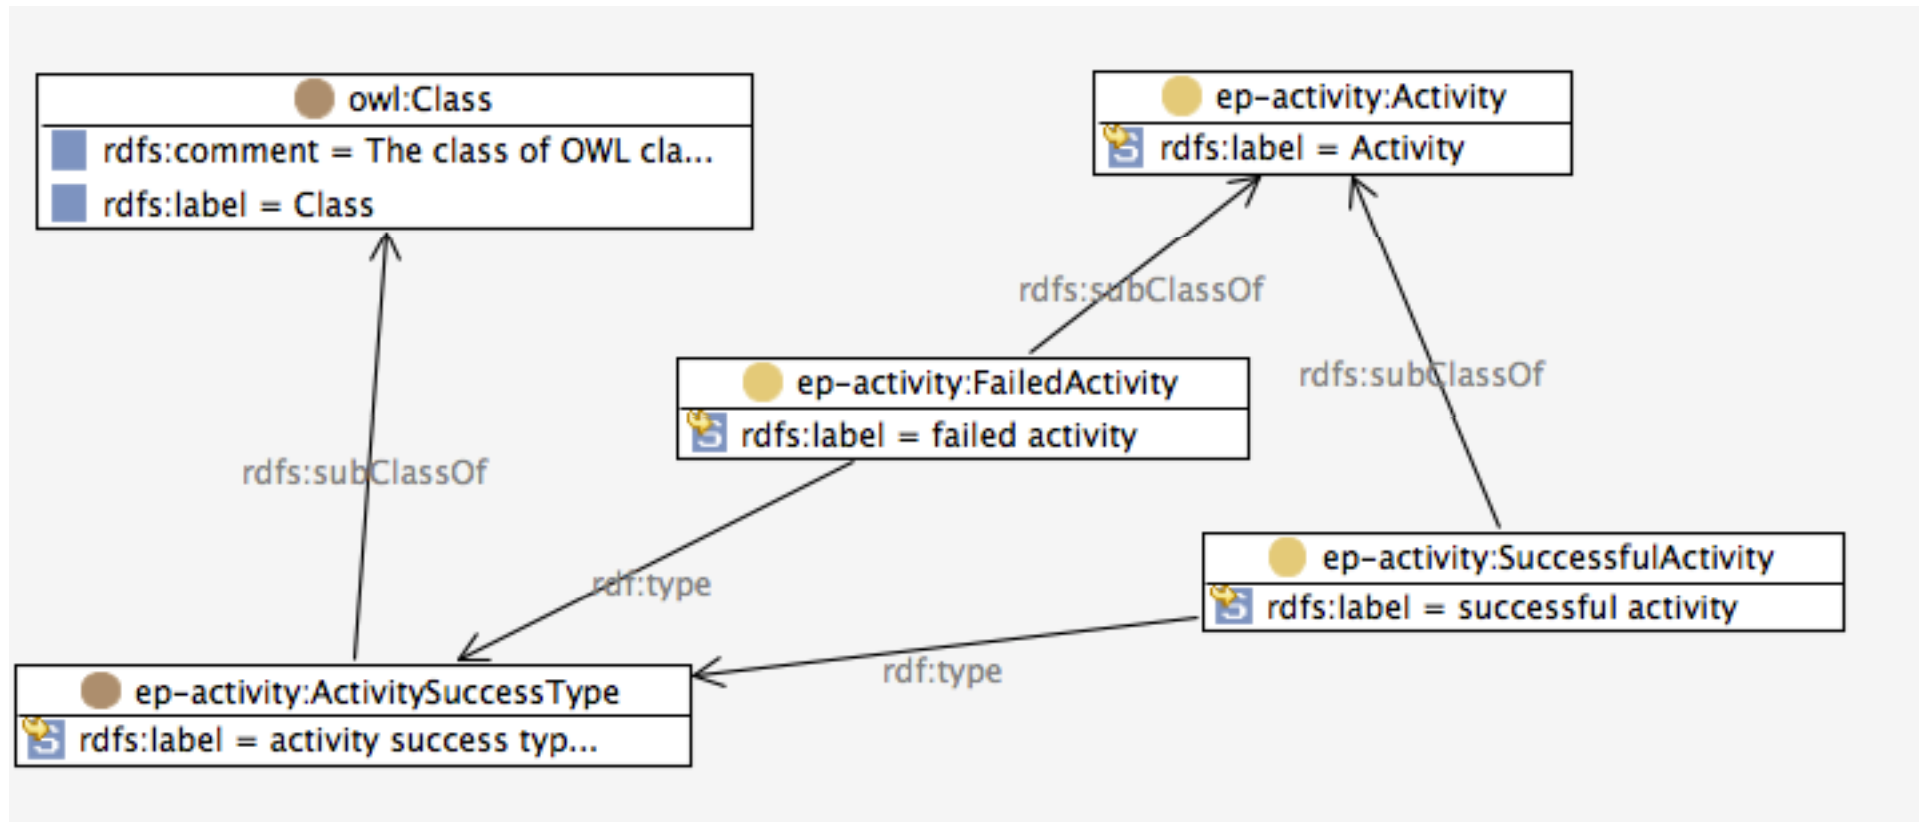 owl:Class
rdfs:comment = The class of OWL cla...
rdfs:label = Class
ep-activity:Activity
rdfs:label = Activity
rdfs:subClassOf
ep-activity:FailedActivity
rdfs:label = failed activity
rdfs:subClassOf
rdfs:subClassOf
ep-activity:SuccessfulActivity
rdfs:label = successful activity
rdf:type
rdf:type
ep-activity:ActivitySuccessType
rdfs:label = activity success typ...